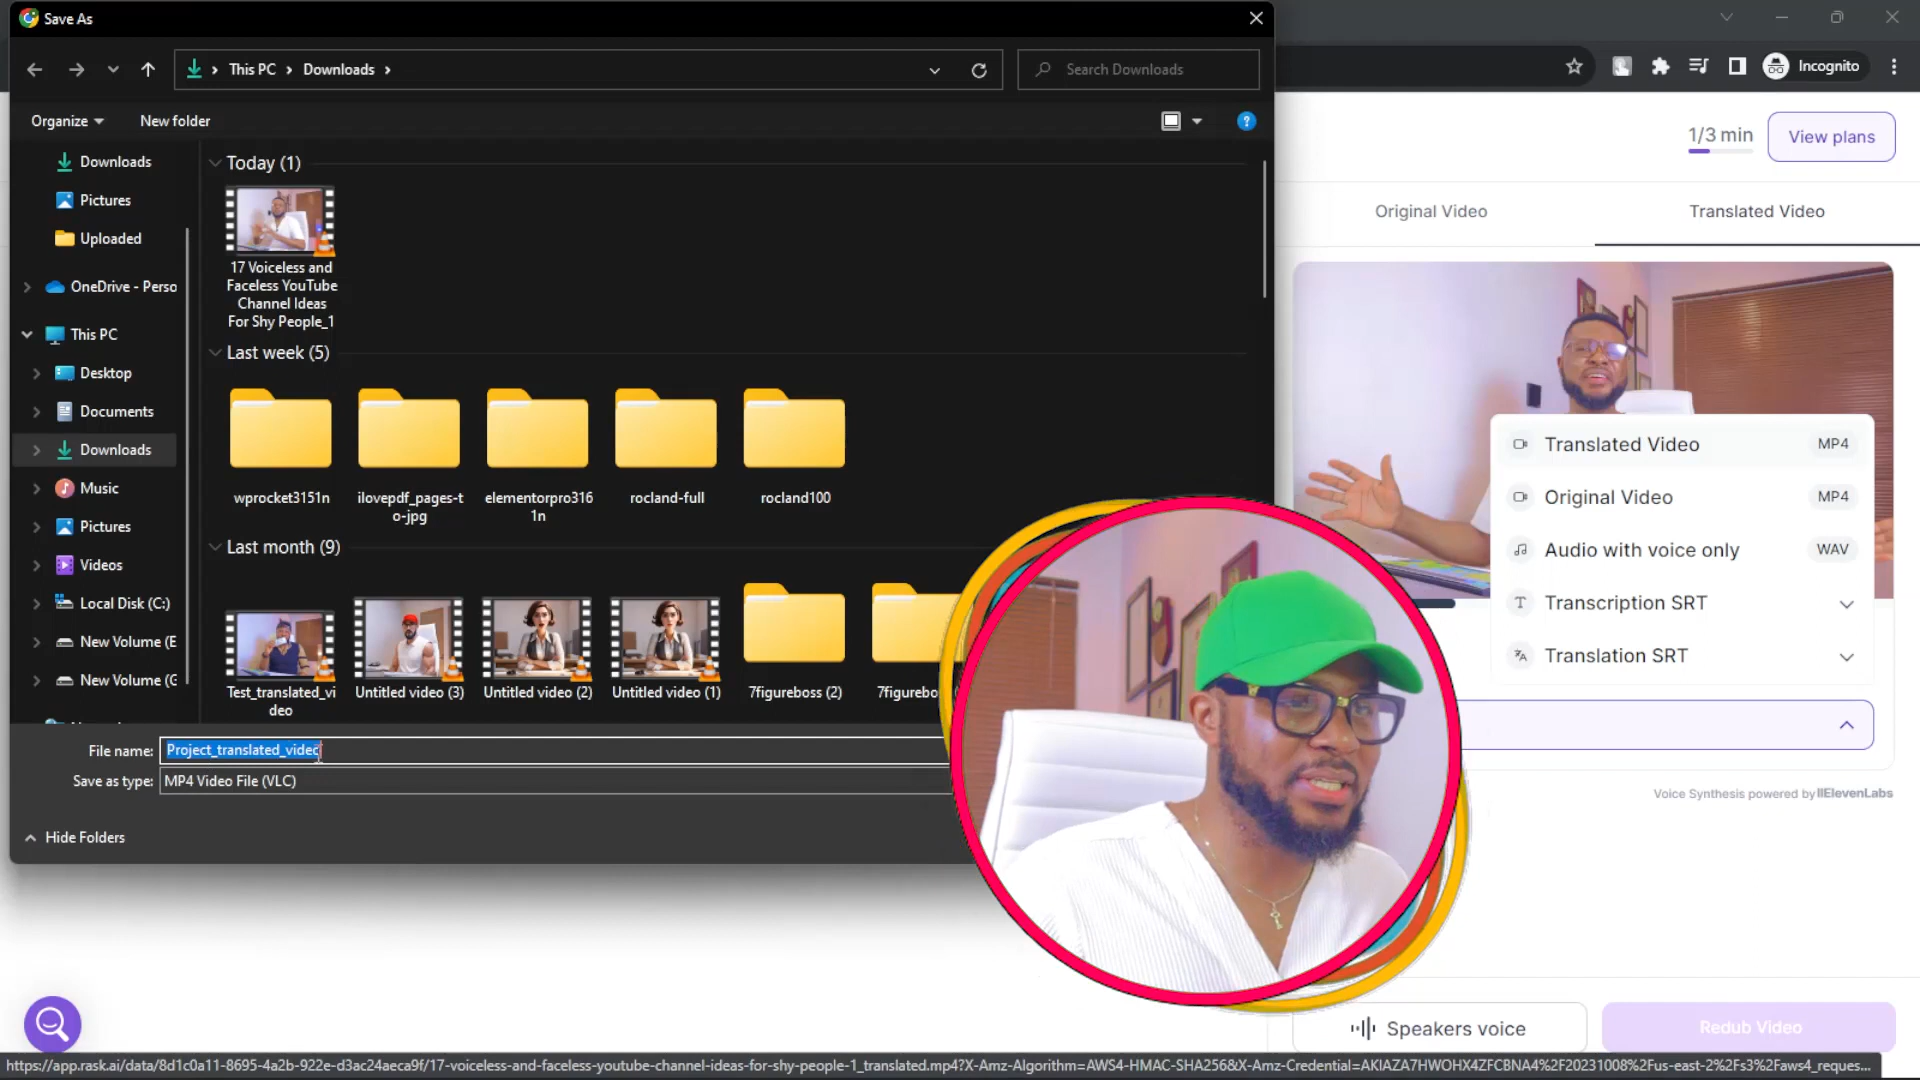 Save As
This PC
Downloads
Search Downloads
Incognito
Organize
New folder
1/3 min
View plans
Downloads
Pictures
Uploaded
OneDrive - Perso
This PC
Desktop
Documents
Downloads
Music
Pictures
Videos
Local Disk (C:)
New Volume (E
New Volume (G
Today (1)
17 Voiceless and
Faceless YouTube
Channel Ideas
For Shy People_1
Last week (5)
wprocket3151n
ilovepdf_pages-t
o-jpg
elementorpro316
1n
rocland-full
rocland100
Last month (9)
Test_translated_vi
deo
Untitled video (3)
Untitled video (2)
Untitled video (1)
7figureboss (2)
7figurebo
File name:
Project_translated_video
Save as type:
MP4 Video File (VLC)
Hide Folders
Original Video
Translated Video
Translated Video
MP4
Original Video
MP4
Audio with voice only
WAV
Transcription SRT
Translation SRT
Voice Synthesis powered by IIElevenLabs
Speakers voice
Redub Video
https://app.rask.ai/data/8d1c0a11-8695-4a2b-922e-d3ac24aeca9f/17-voiceless-and-faceless-youtube-channel-ideas-for-shy-people-1_translated.mp4?X-Amz-Algorithm=AWS4-HMAC-SHA256&X-Amz-Credential=AKIAZA7HWOHX4ZFCBNA4%2F20231008%2Fus-east-2%2Fs3%2Faws4_reques...